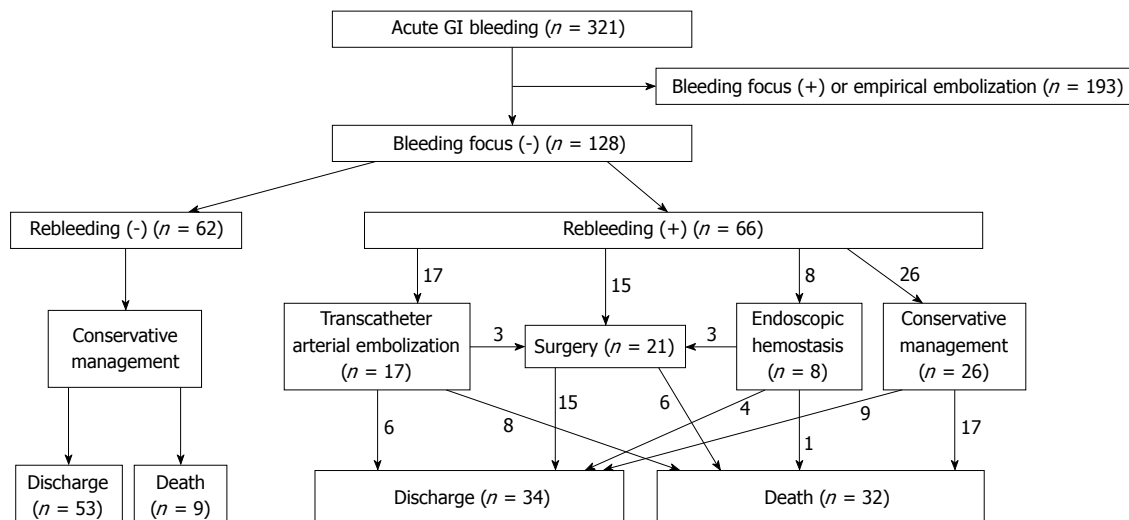 Acute GI bleeding (n = 321)
Bleeding focus (+) or empirical embolization (n = 193)
Bleeding focus (-) (n = 128)
Rebleeding (-) (n = 62)
Rebleeding (+) (n = 66)
17
15
8
26
Conservative
management
Transcatheter
arterial embolization
(n = 17)
3
Surgery (n = 21)
3
Endoscopic
hemostasis
(n = 8)
Conservative
management
(n = 26)
6
8
15
6
4
1
9
17
Discharge
(n = 53)
Death
(n = 9)
Discharge (n = 34)
Death (n = 32)